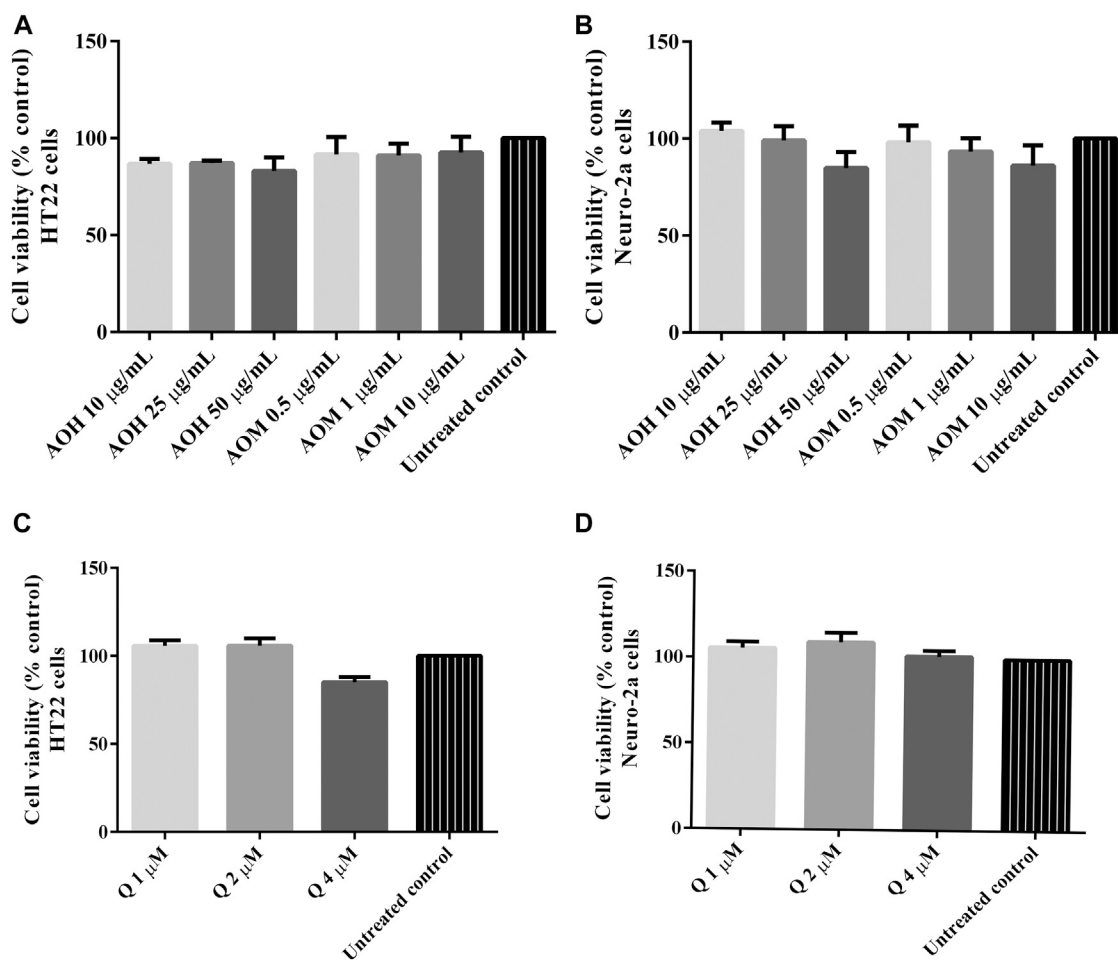 A
Cell viability (% control)
HT22 cells
150
100
50
0
AOH 10 µg/mL
AOH 25 µg/mL
AOH 50 µg/mL
AOM 0.5 µg/mL
AOM 1 µg/mL
AOM 10 µg/mL
Untreated control
B
Cell viability (% control)
Neuro-2a cells
150
100
50
0
AOH 10 µg/mL
AOH 25 µg/mL
AOH 50 µg/mL
AOM 0.5 µg/mL
AOM 1 µg/mL
AOM 10 µg/mL
Untreated control
C
Cell viability (% control)
HT22 cells
150
100
50
0
Q 1 µM
Q 2 µM
Q 4 µM
Untreated control
D
Cell viability (% control)
Neuro-2a cells
150
100
50
0
Q 1 µM
Q 2 µM
Q 4 µM
Untreated control